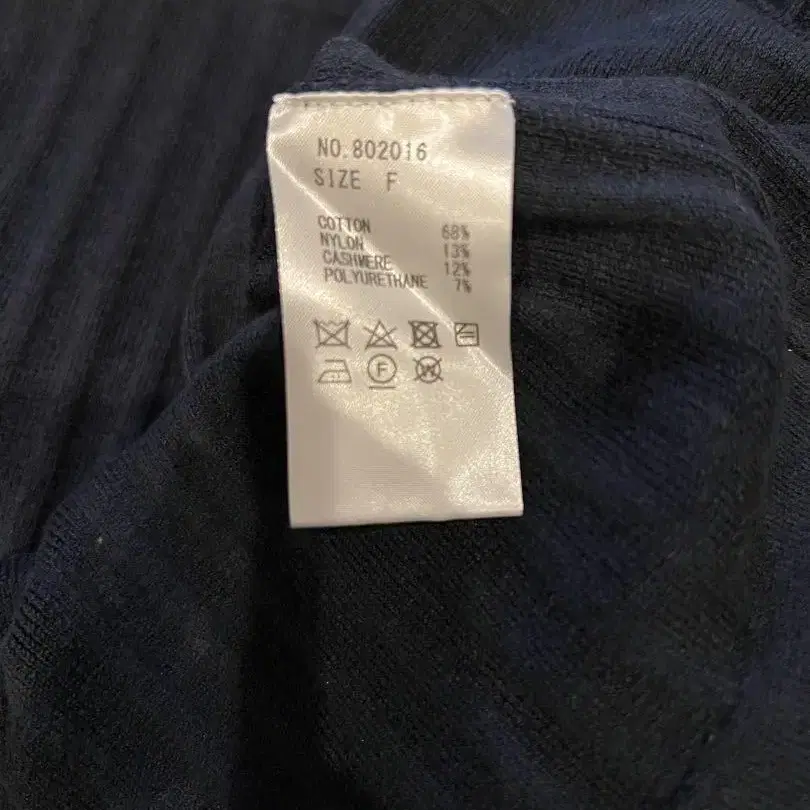 NO.802016
SIZE F
COTTON 68%
NYLON 13%
CASHMERE 12%
POLYURETHANE 7%
F W